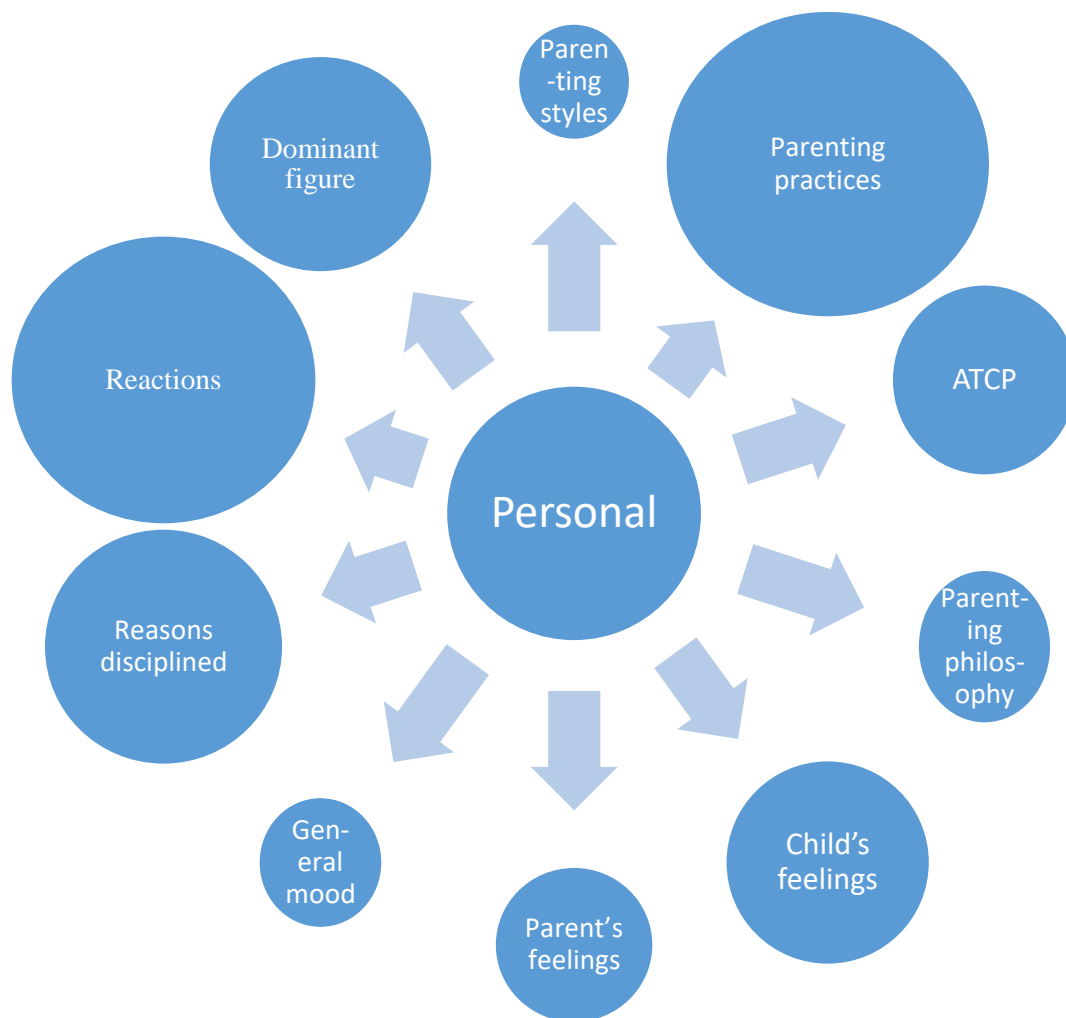 Paren
-ting
styles
Parenting
practices
Dominant
figure
ATCP
Reactions
Personal
Parent-
ing
philos-
ophy
Reasons
disciplined
Child’s
feelings
Gen-
eral
mood
Parent’s
feelings